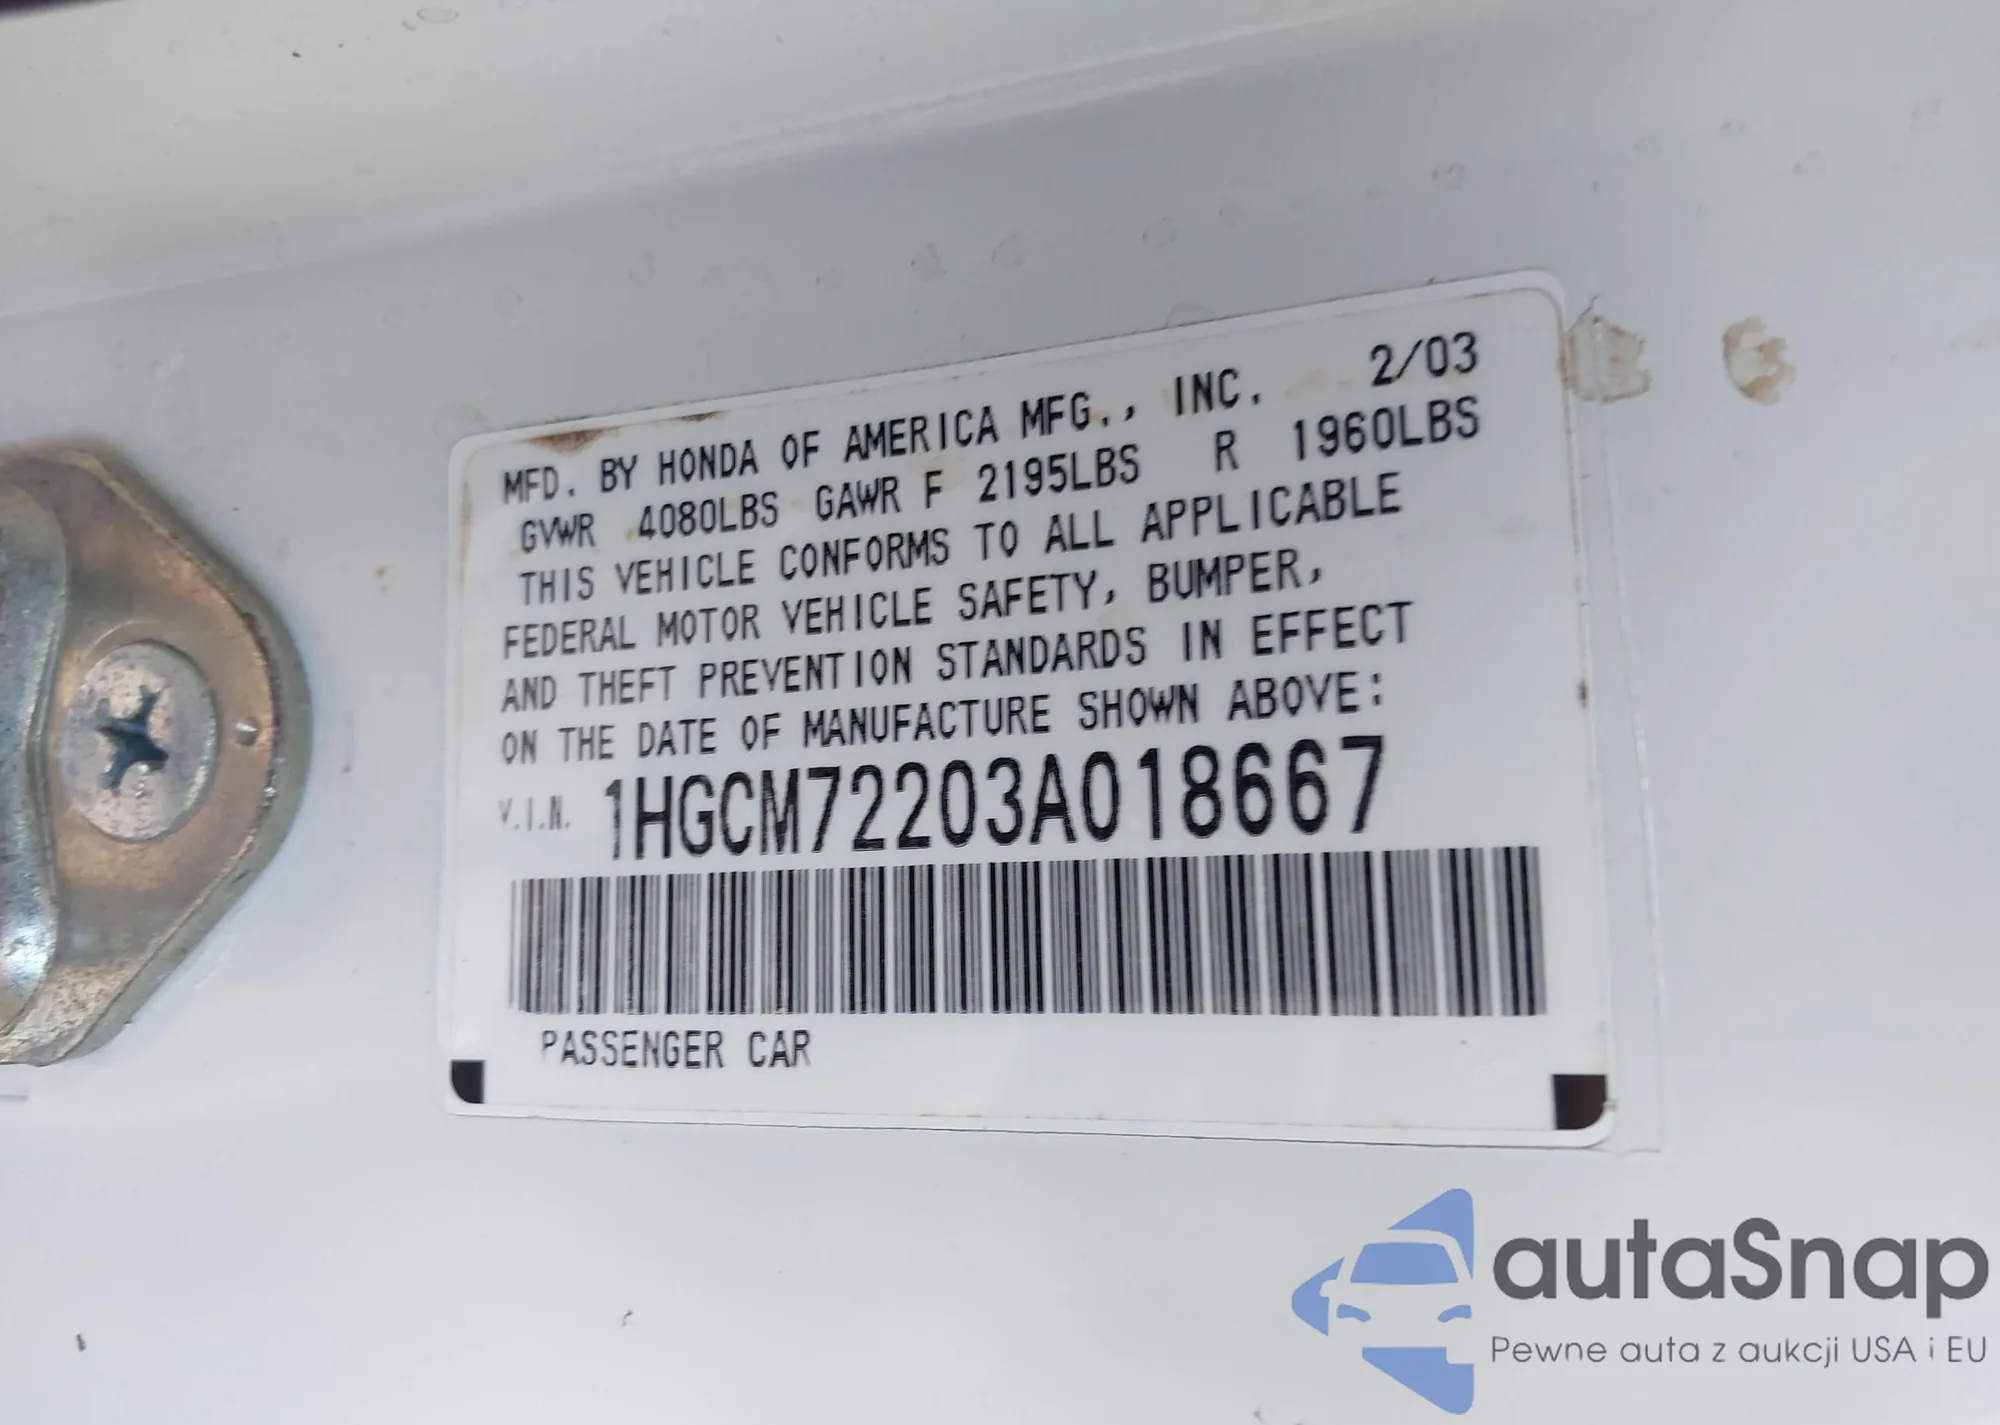 MFD. BY HONDA OF AMERICA MFG., INC. 2/03
GVWR 4080LBS GAWR F 2195LBS R 1960LBS
THIS VEHICLE CONFORMS TO ALL APPLICABLE
FEDERAL MOTOR VEHICLE SAFETY, BUMPER,
AND THEFT PREVENTION STANDARDS IN EFFECT
ON THE DATE OF MANUFACTURE SHOWN ABOVE:
V.I.N. 1HGCM72203A018667
PASSENGER CAR
autaSnap
Pewne auta z aukcji USA i EU